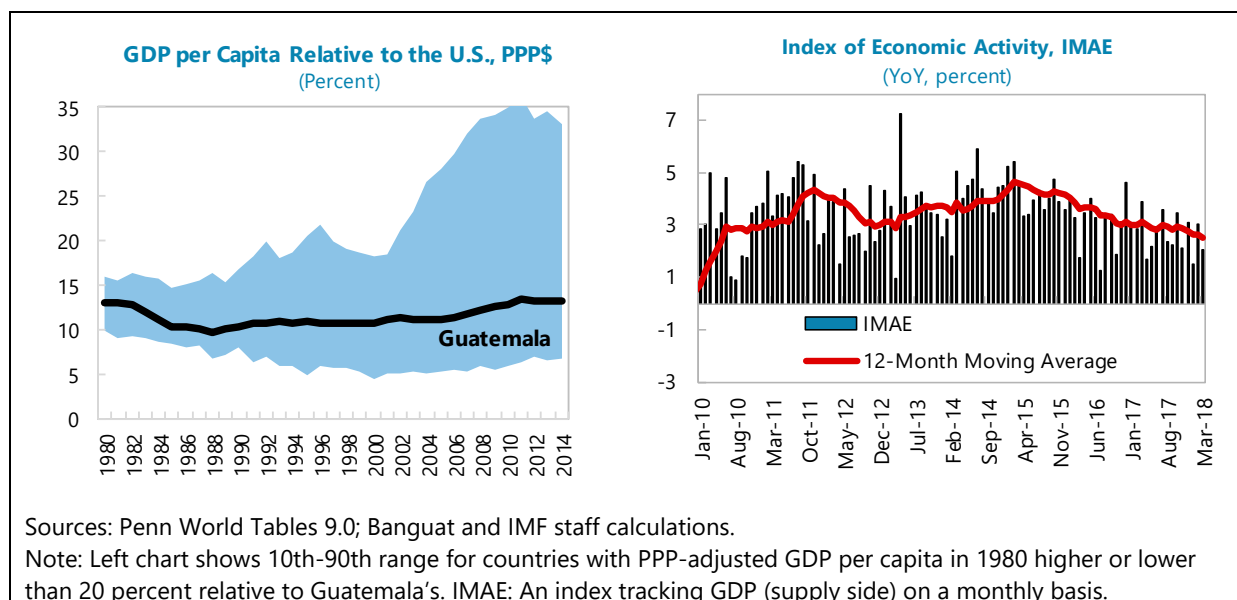 GDP per Capita Relative to the U.S., PPP$
(Percent)
35
30
25
20
15
10
5
0
Guatemala
1980
1982
1984
1986
1988
1990
1992
1994
1996
1998
2000
2002
2004
2006
2008
2010
2012
2014
Index of Economic Activity, IMAE
(YoY, percent)
7
5
3
1
-1
-3
IMAE
12-Month Moving Average
Jan-10
Aug-10
Mar-11
Oct-11
May-12
Dec-12
Jul-13
Feb-14
Sep-14
Apr-15
Nov-15
Jun-16
Jan-17
Aug-17
Mar-18
Sources: Penn World Tables 9.0; Banguat and IMF staff calculations.
Note: Left chart shows 10th-90th range for countries with PPP-adjusted GDP per capita in 1980 higher or lower
than 20 percent relative to Guatemala's. IMAE: An index tracking GDP (supply side) on a monthly basis.